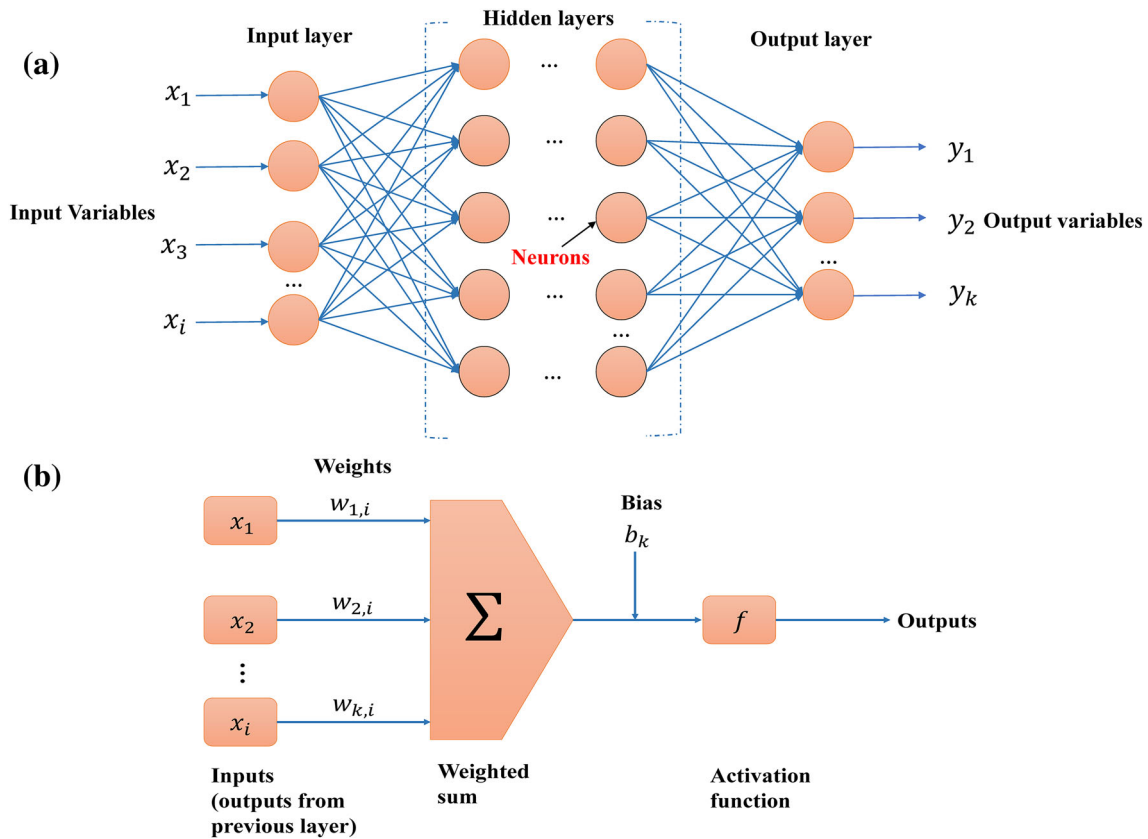 (a)
Input layer
Hidden layers
Output layer
x₁
x₂
x₃
...
xᵢ
Input Variables
...
...
...
...
...
...
Neurons
...
y₁
y₂
yₖ
Output variables
(b)
Weights
x₁
w₁,ᵢ
x₂
w₂,ᵢ
⋮
xᵢ
wₖ,ᵢ
∑
Bias
bₖ
f
Outputs
Inputs
(outputs from
previous layer)
Weighted
sum
Activation
function